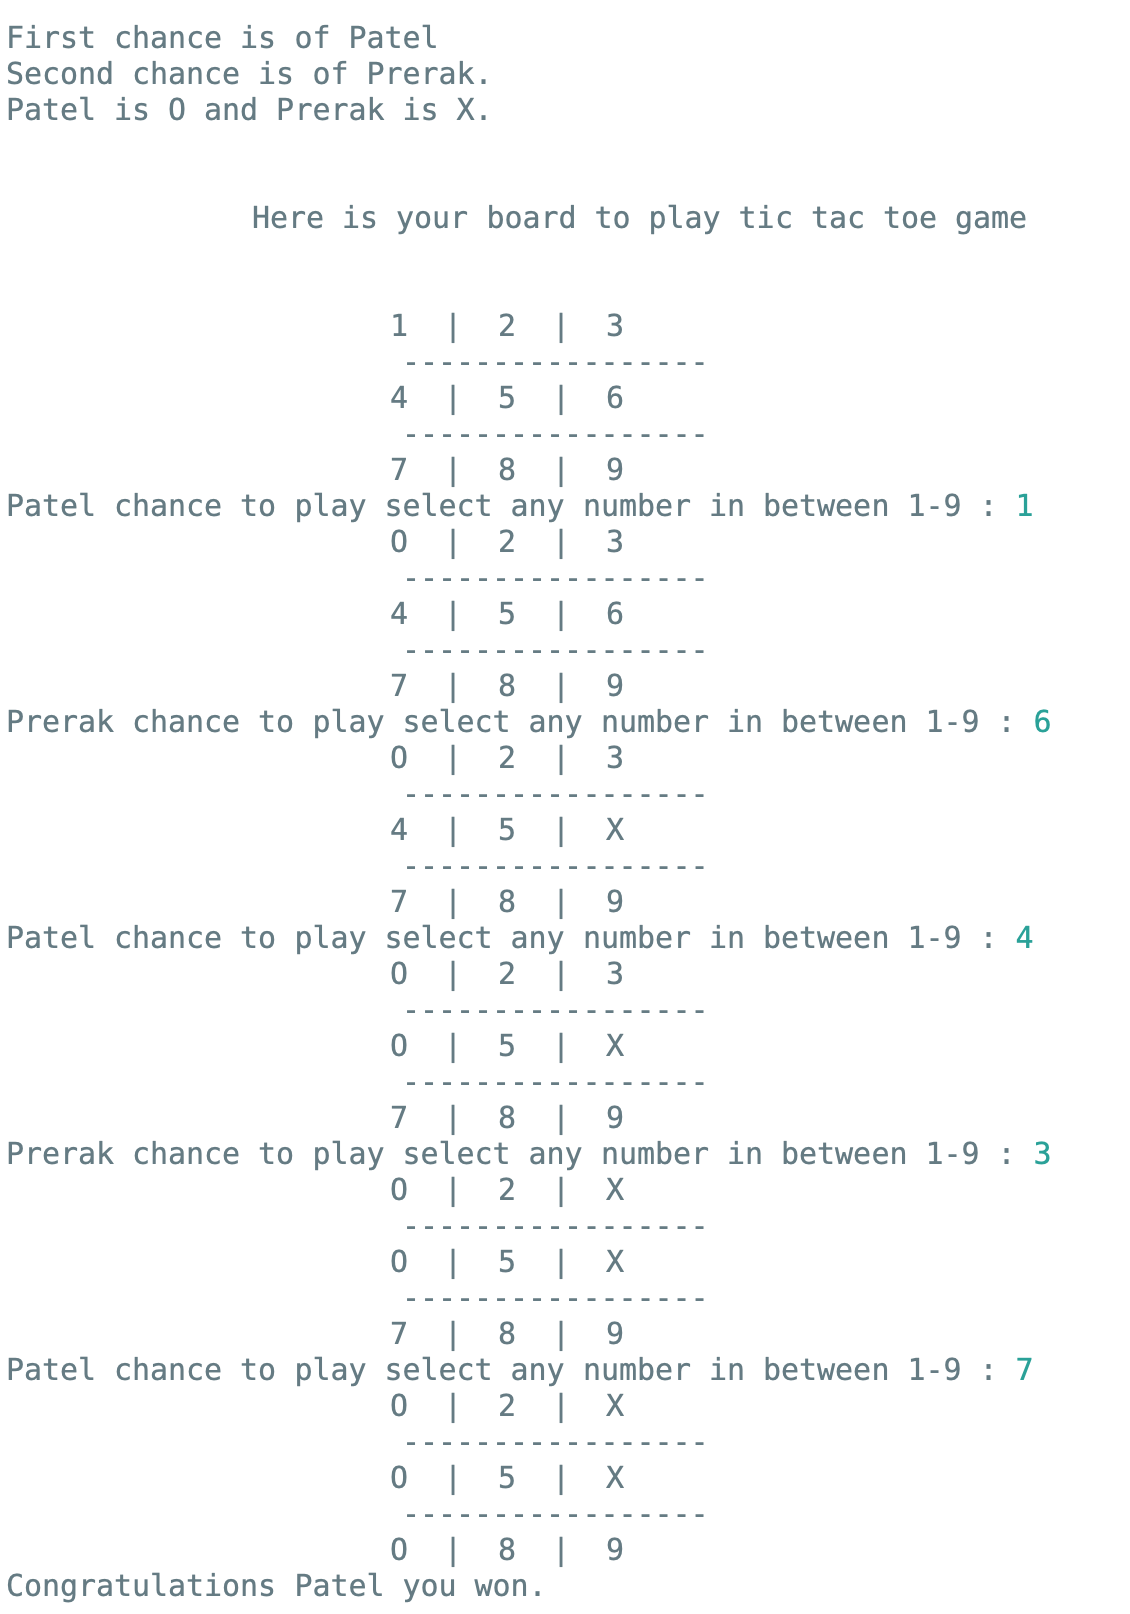 First chance is of Patel
Second chance is of Prerak.
Patel is O and Prerak is X.
Here is your board to play tic tac toe game
1 | 2 | 3
-----------------
4 | 5 | 6
-----------------
7 | 8 | 9
Patel chance to play select any number in between 1-9 : 1
O | 2 | 3
-----------------
4 | 5 | 6
-----------------
7 | 8 | 9
Prerak chance to play select any number in between 1-9 : 6
O | 2 | 3
-----------------
4 | 5 | X
-----------------
7 | 8 | 9
Patel chance to play select any number in between 1-9 : 4
O | 2 | 3
-----------------
O | 5 | X
-----------------
7 | 8 | 9
Prerak chance to play select any number in between 1-9 : 3
O | 2 | X
-----------------
O | 5 | X
-----------------
7 | 8 | 9
Patel chance to play select any number in between 1-9 : 7
O | 2 | X
-----------------
O | 5 | X
-----------------
O | 8 | 9
Congratulations Patel you won.